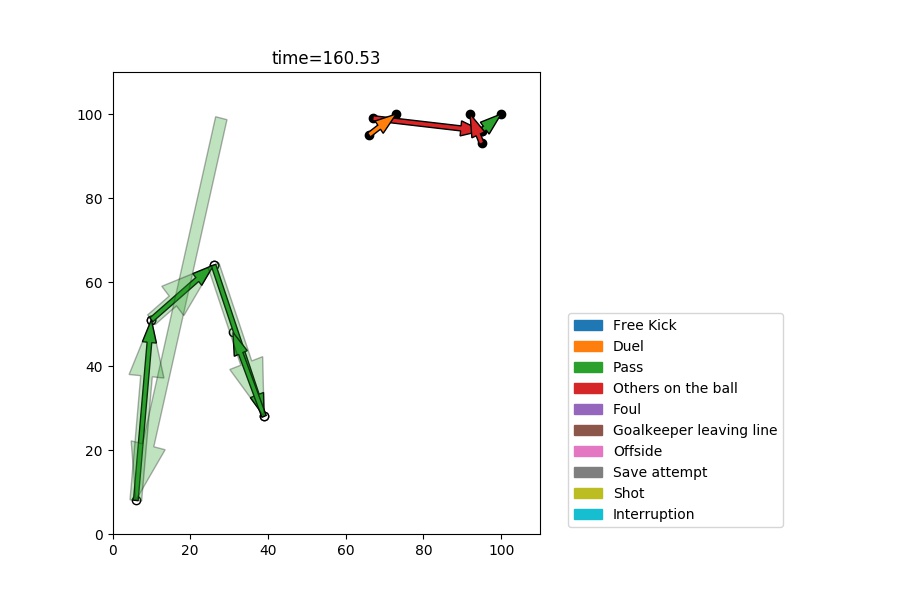 time=160.53
100
80
60
40
20
0
0 20 40 60 80 100
Free Kick
Duel
Pass
Others on the ball
Foul
Goalkeeper leaving line
Offside
Save attempt
Shot
Interruption